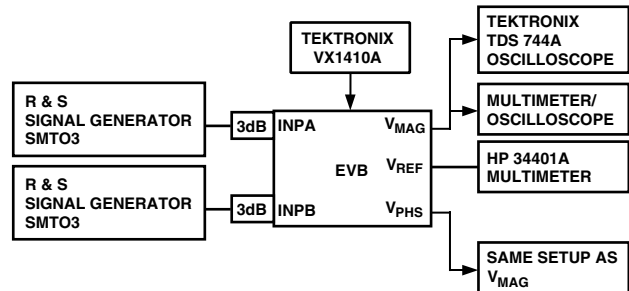 TEKTRONIX
VX1410A
TEKTRONIX
TDS 744A
OSCILLOSCOPE
R & S
SIGNAL GENERATOR
SMTO3
3dB
INPA
VMAG
MULTIMETER/
OSCILLOSCOPE
EVB
VREF
HP 34401A
MULTIMETER
R & S
SIGNAL GENERATOR
SMTO3
3dB
INPB
VPHS
SAME SETUP AS
VMAG